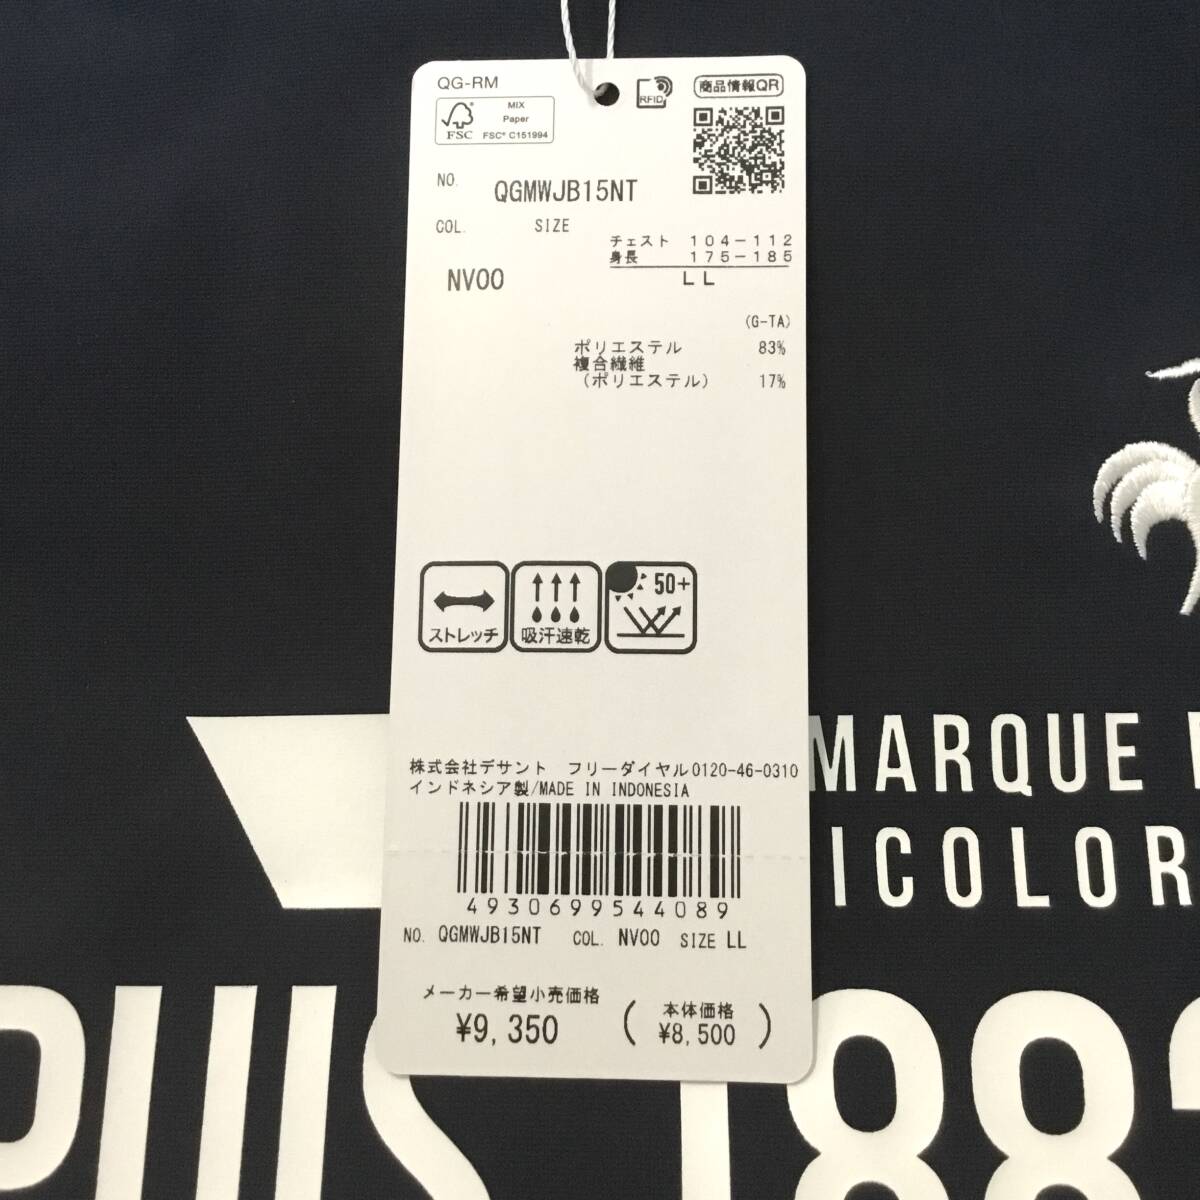 QG-RM
FSC
MIX
Paper
FSC® C151994
RFID
商品情報QR
NO. QGMWJB15NT
COL. SIZE
チェスト 104-112
身長 175-185
NV00 LL
(G-TA)
ポリエステル 83%
複合繊維
(ポリエステル) 17%
ストレッチ
吸汗速乾
50+
株式会社デサント フリーダイヤル0120-46-0310
インドネシア製/MADE IN INDONESIA
4930699544089
NO. QGMWJB15NT COL. NV00 SIZE LL
メーカー希望小売価格
¥9,350
(本体価格
¥8,500)
MARQUE
ICOLOR
PUIS 1882